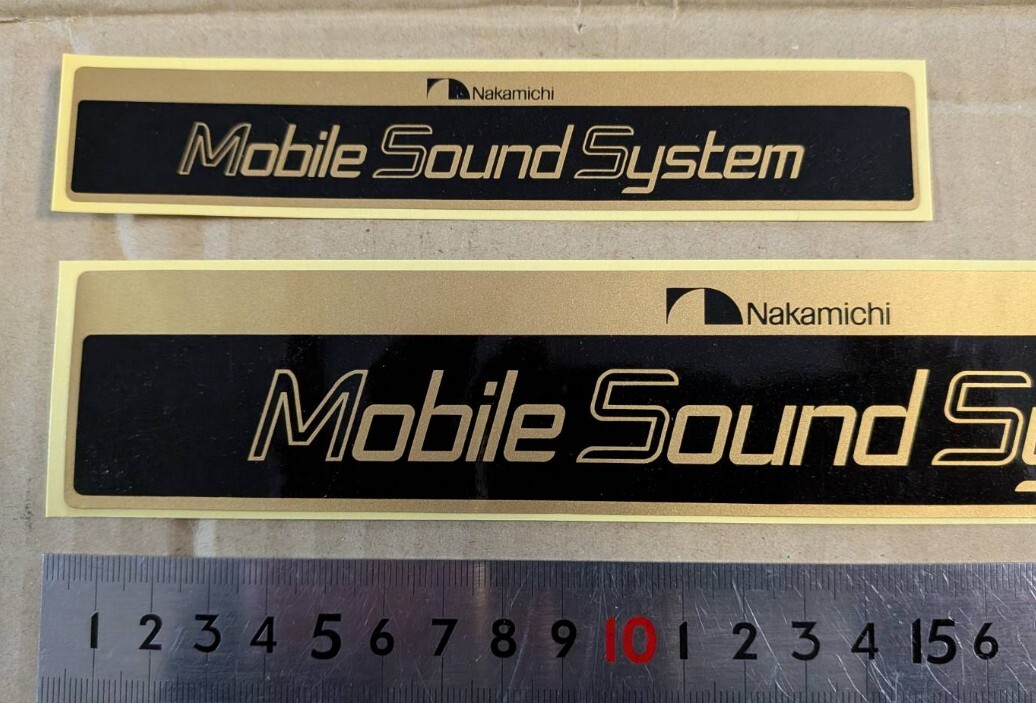 Nakamichi
Mobile Sound System
Nakamichi
Mobile Sound Sy
1 2 3 4 5 6 7 8 9 10 1 2 3 4 15 6